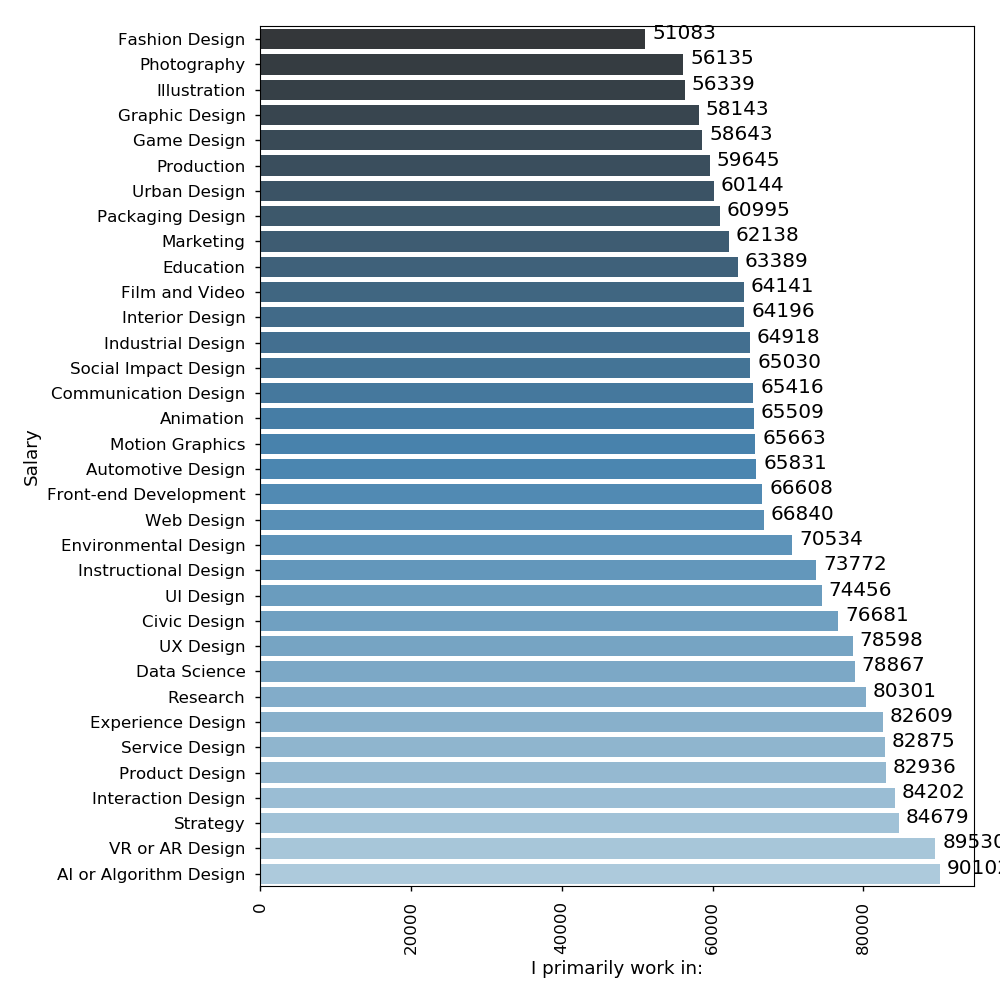 Fashion Design 51083
Photography 56135
Illustration 56339
Graphic Design 58143
Game Design 58643
Production 59645
Urban Design 60144
Packaging Design 60995
Marketing 62138
Education 63389
Film and Video 64141
Interior Design 64196
Industrial Design 64918
Social Impact Design 65030
Communication Design 65416
Animation 65509
Motion Graphics 65663
Automotive Design 65831
Front-end Development 66608
Web Design 66840
Environmental Design 70534
Instructional Design 73772
UI Design 74456
Civic Design 76681
UX Design 78598
Data Science 78867
Research 80301
Experience Design 82609
Service Design 82875
Product Design 82936
Interaction Design 84202
Strategy 84679
VR or AR Design 89530
AI or Algorithm Design
Salary
0 20000 40000 60000 80000
I primarily work in: